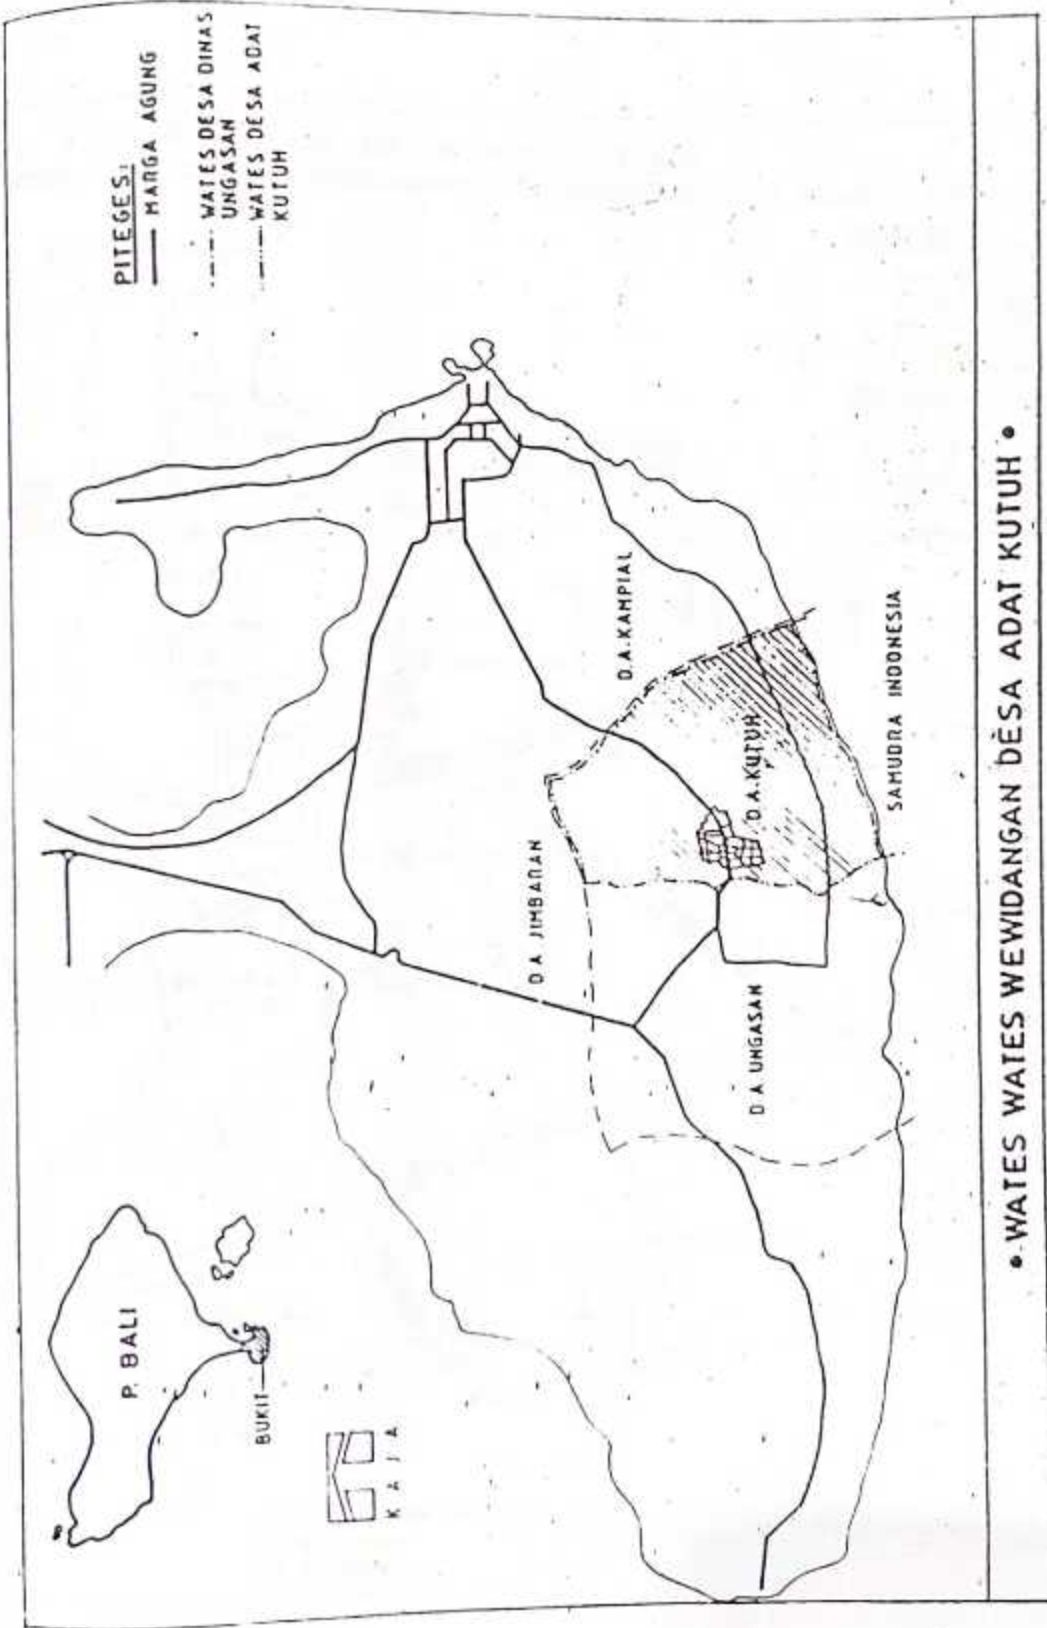 PITEGES:
MARGA AGUNG
WATES DESA DINAS
UNGASAN
WATES DESA ADAT
KUTUH
P. BALI
BUKIT
KAJA
D.A. KAMPIAL
D.A JIMBARAN
D.A. KUTUH
D.A UNGASAN
SAMUDRA INDONESIA
• WATES WATES WEWIDANGAN DÈSA ADAT KUTUH •